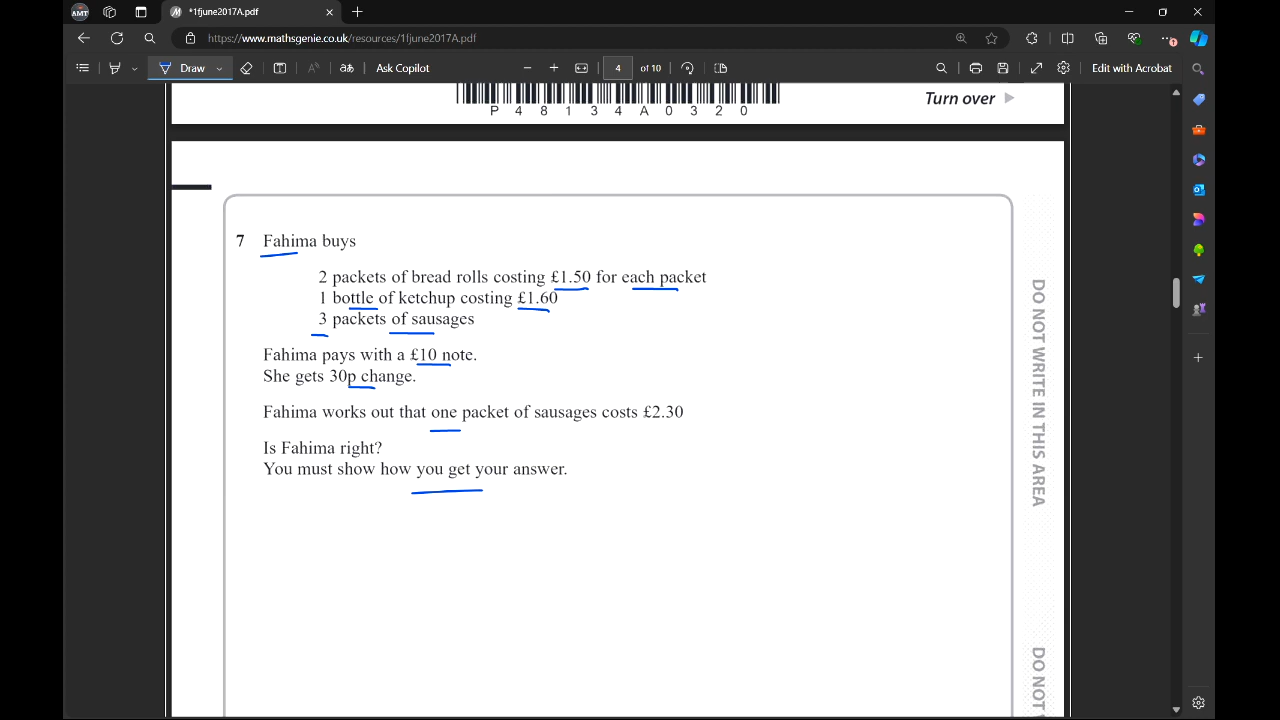 AMT
*1fjune2017A.pdf
https://www.mathsgenie.co.uk/resources/1fjune2017A.pdf
Draw
aあ
Ask Copilot
4 of 10
Edit with Acrobat
P 4 8 1 3 4 A 0 3 2 0
Turn over
7 Fahima buys
2 packets of bread rolls costing £1.50 for each packet
1 bottle of ketchup costing £1.60
3 packets of sausages
Fahima pays with a £10 note.
She gets 30p change.
Fahima works out that one packet of sausages costs £2.30
Is Fahima right?
You must show how you get your answer.
DO NOT WRITE IN THIS AREA
DO NOT